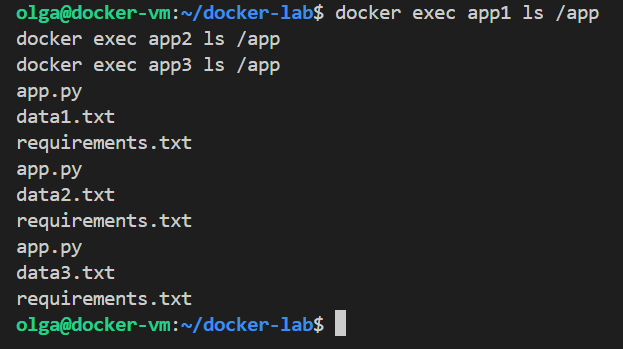 olga@docker-vm:~/docker-lab$ docker exec app1 ls /app
docker exec app2 ls /app
docker exec app3 ls /app
app.py
data1.txt
requirements.txt
app.py
data2.txt
requirements.txt
app.py
data3.txt
requirements.txt
olga@docker-vm:~/docker-lab$